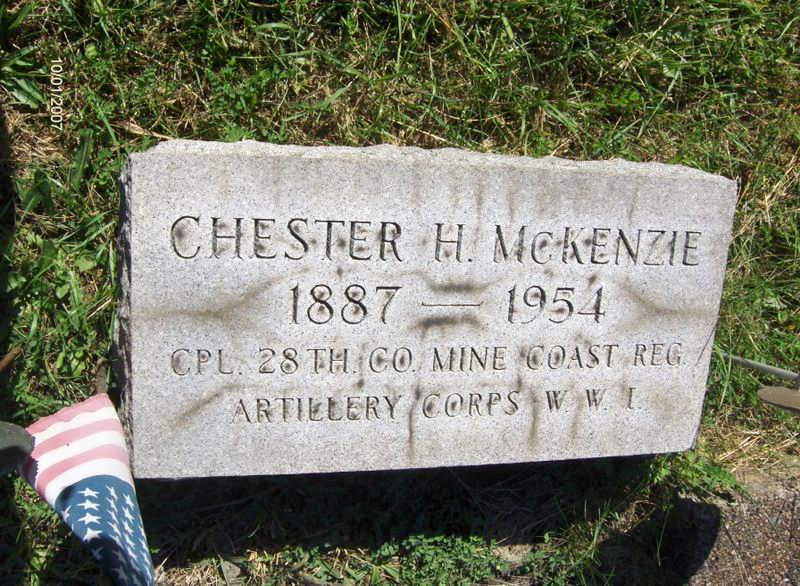 10/01/2007
CHESTER H. McKENZIE
1887 — 1954
CPL. 28TH. CO. MINE COAST REG.
ARTILLERY CORPS W. W. I.